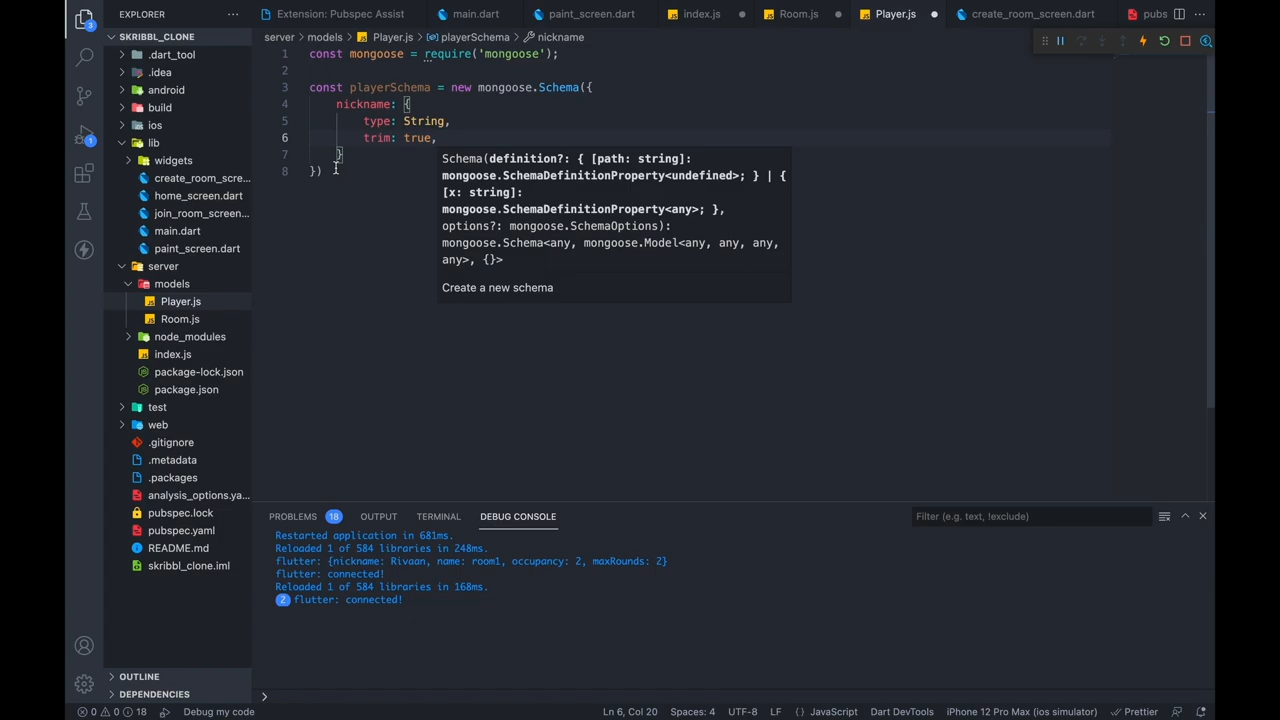 EXPLORER
Extension: Pubspec Assist
main.dart
paint_screen.dart
index.js
Room.js
Player.js
create_room_screen.dart
pubs
SKRIBBL_CLONE
server > models > Player.js > playerSchema > nickname
.dart_tool
.idea
android
build
ios
lib
widgets
create_room_scre...
home_screen.dart
join_room_screen...
main.dart
paint_screen.dart
server
models
Player.js
Room.js
node_modules
index.js
package-lock.json
package.json
test
web
.gitignore
.metadata
.packages
analysis_options.ya...
pubspec.lock
pubspec.yaml
README.md
skribbl_clone.iml
OUTLINE
DEPENDENCIES
3
1
1 const mongoose = require('mongoose');
2
3 const playerSchema = new mongoose.Schema({
4 nickname: {
5 type: String,
6 trim: true,
7 }
8 })
Schema(definition?: { [path: string]:
mongoose.SchemaDefinitionProperty<undefined>; } | {
[x: string]:
mongoose.SchemaDefinitionProperty<any>; },
options?: mongoose.SchemaOptions):
mongoose.Schema<any, mongoose.Model<any, any, any,
any>, {}>
Create a new schema
PROBLEMS 18 OUTPUT TERMINAL DEBUG CONSOLE
Filter (e.g. text, !exclude)
Restarted application in 681ms.
Reloaded 1 of 584 libraries in 248ms.
flutter: {nickname: Rivaan, name: room1, occupancy: 2, maxRounds: 2}
flutter: connected!
Reloaded 1 of 584 libraries in 168ms.
2 flutter: connected!
0 0 18 Debug my code
Ln 6, Col 20 Spaces: 4 UTF-8 LF {} JavaScript Dart DevTools iPhone 12 Pro Max (ios simulator) Prettier